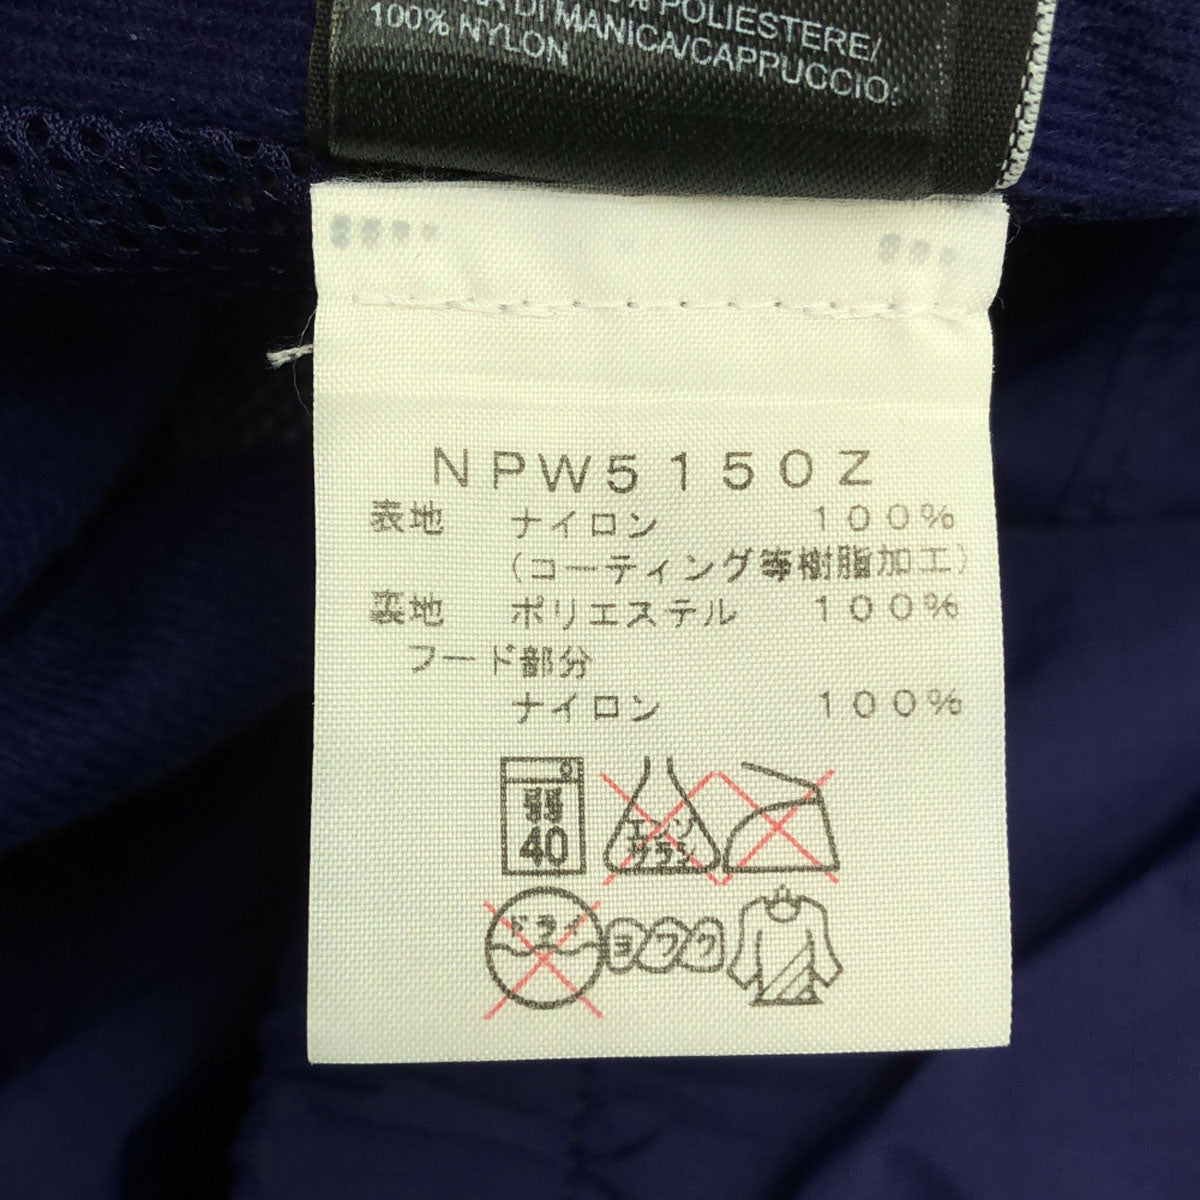 POLIESTERE/
DI MANICA/CAPPUCCIO:
100% NYLON
NPW5150Z
表地 ナイロン 100%
(コーティング等樹脂加工)
裏地 ポリエステル 100%
フード部分
ナイロン 100%
弱
40
エンソ
サラシ
ドライ
ヨワク